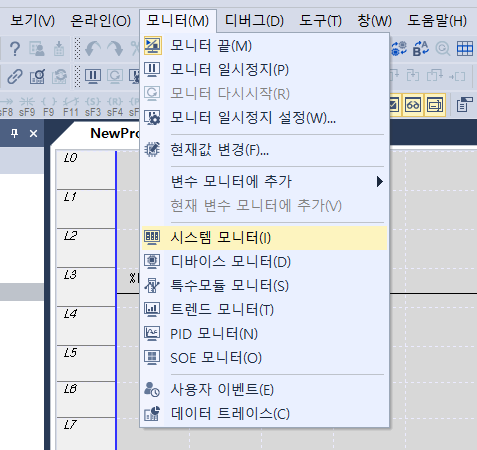 보기(V) 온라인(O) 모니터(M) 디버그(D) 도구(T) 창(W) 도움말(H)
모니터 끝(M)
모니터 일시정지(P)
모니터 다시시작(R)
sF8 sF9 F9 F11 sF3 sF4
모니터 일시정지 설정(W)...
NewPro
현재값 변경(F)...
L0
변수 모니터에 추가
L1
현재 변수 모니터에 추가(V)
L2
시스템 모니터(I)
디바이스 모니터(D)
L3
특수모듈 모니터(S)
트렌드 모니터(T)
L4
PID 모니터(N)
L5
SOE 모니터(O)
L6
사용자 이벤트(E)
데이터 트레이스(C)
L7